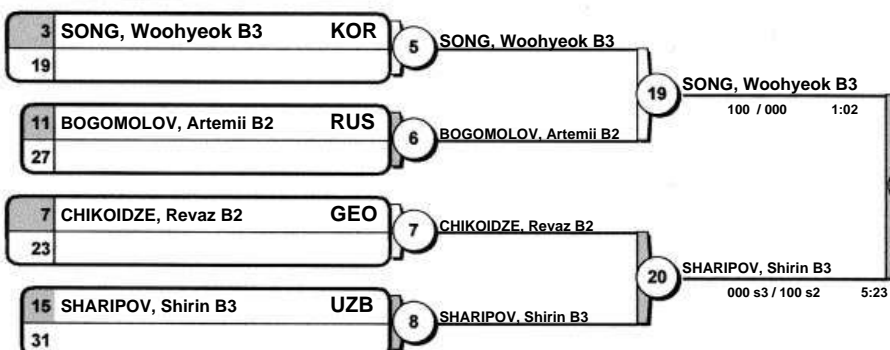 3 SONG, Woohyeok B3 KOR
19
5 SONG, Woohyeok B3
11 BOGOMOLOV, Artemii B2 RUS
27
6 BOGOMOLOV, Artemii B2
19 SONG, Woohyeok B3
100 / 000 1:02
7 CHIKOIDZE, Revaz B2 GEO
23
7 CHIKOIDZE, Revaz B2
15 SHARIPOV, Shirin B3 UZB
31
8 SHARIPOV, Shirin B3
20 SHARIPOV, Shirin B3
000 s3 / 100 s2 5:23